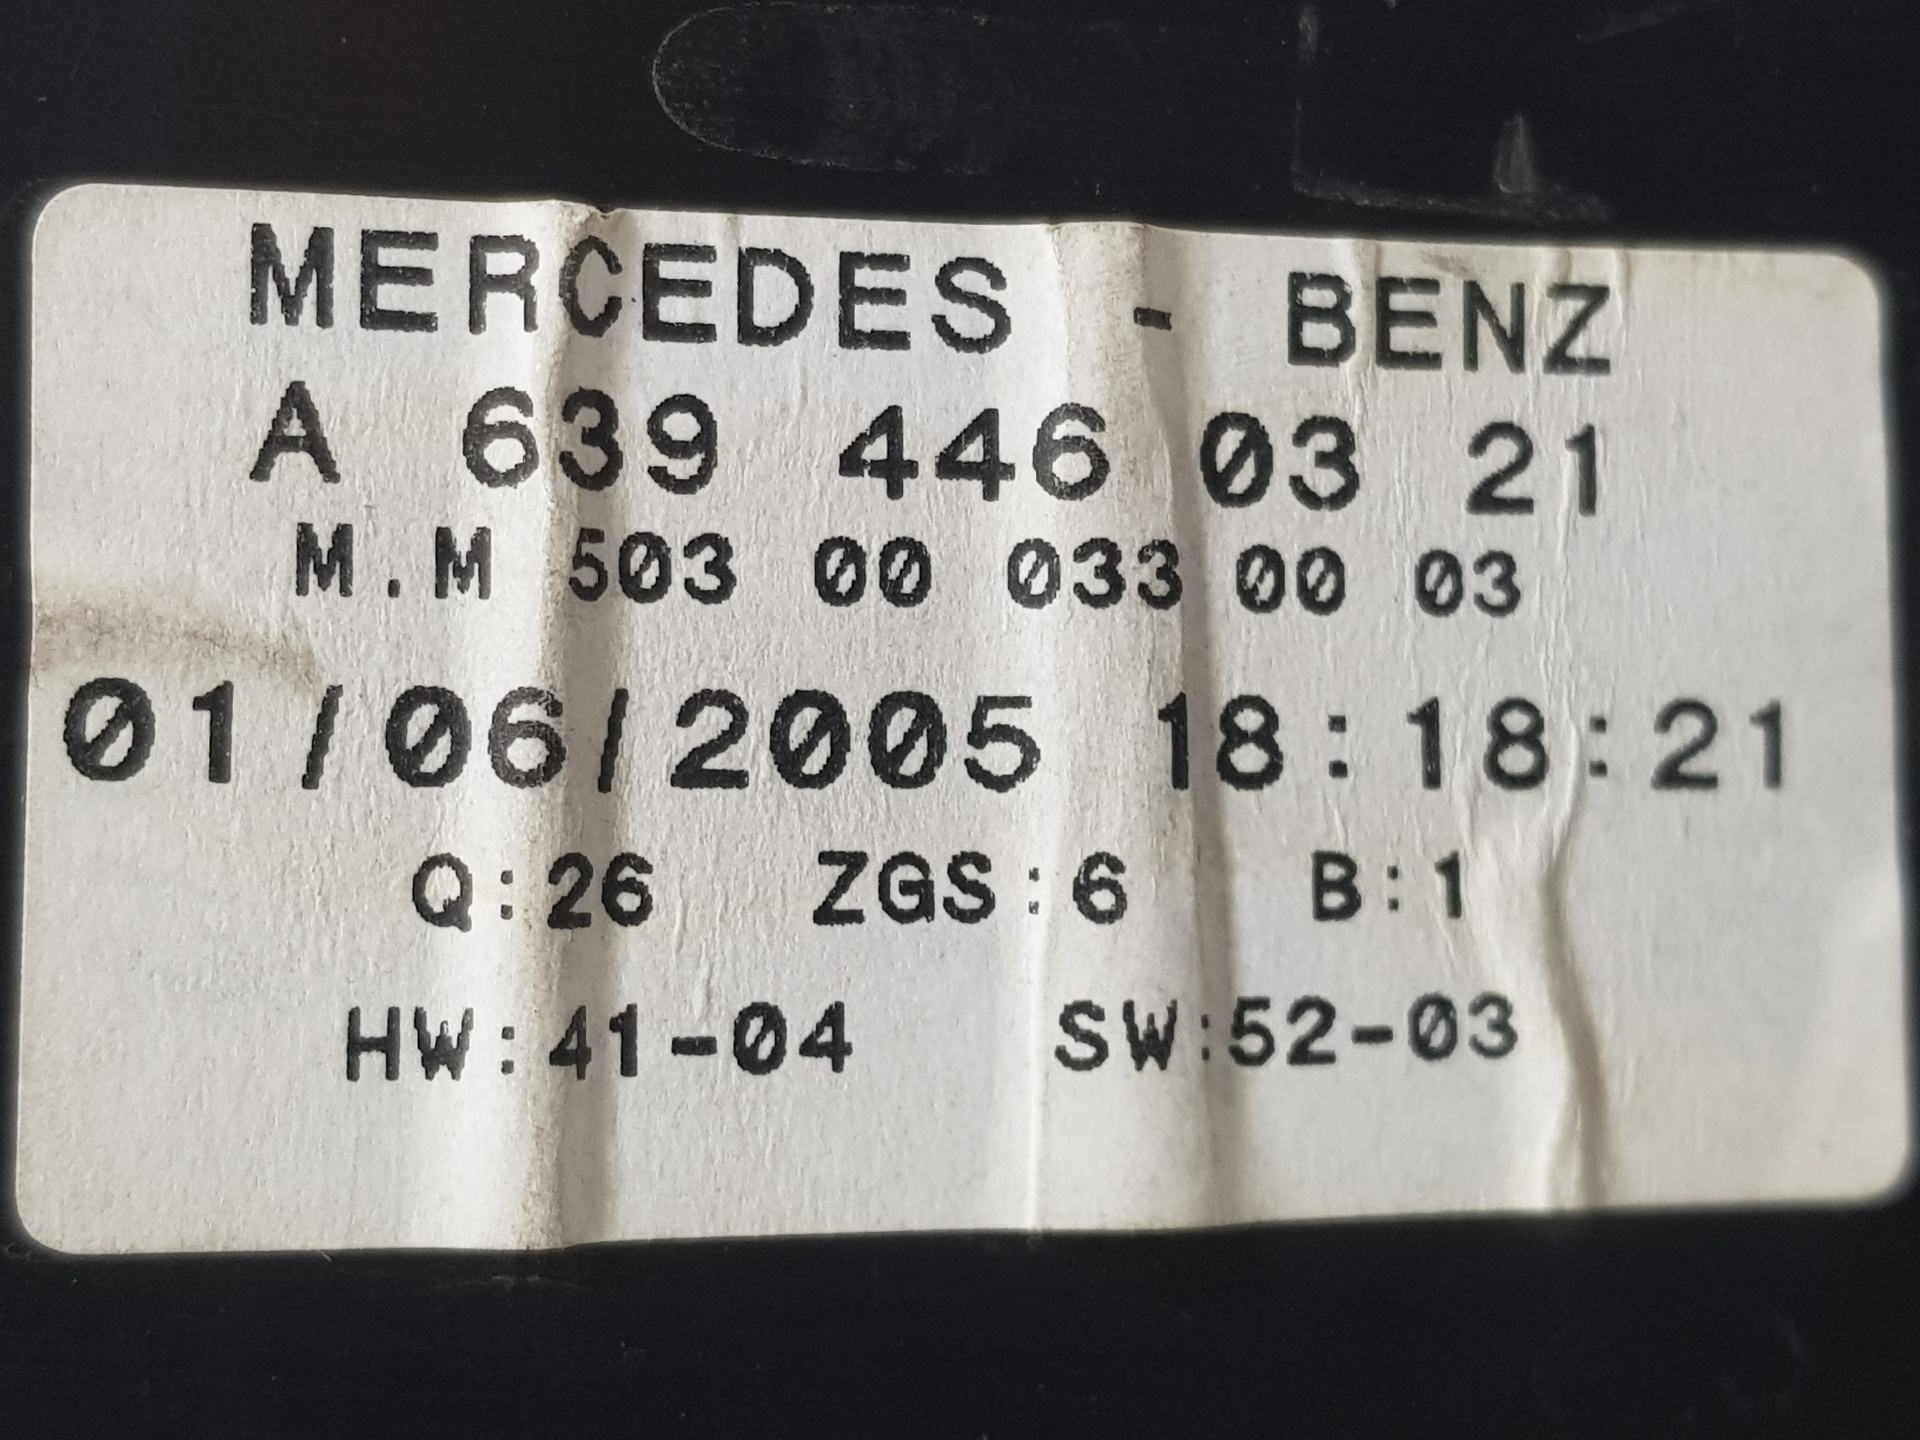 MERCEDES - BENZ
A 639 446 03 21
M.M 503 00 033 00 03
01/06/2005 18:18:21
Q:26 ZGS:6 B:1
HW:41-04 SW:52-03